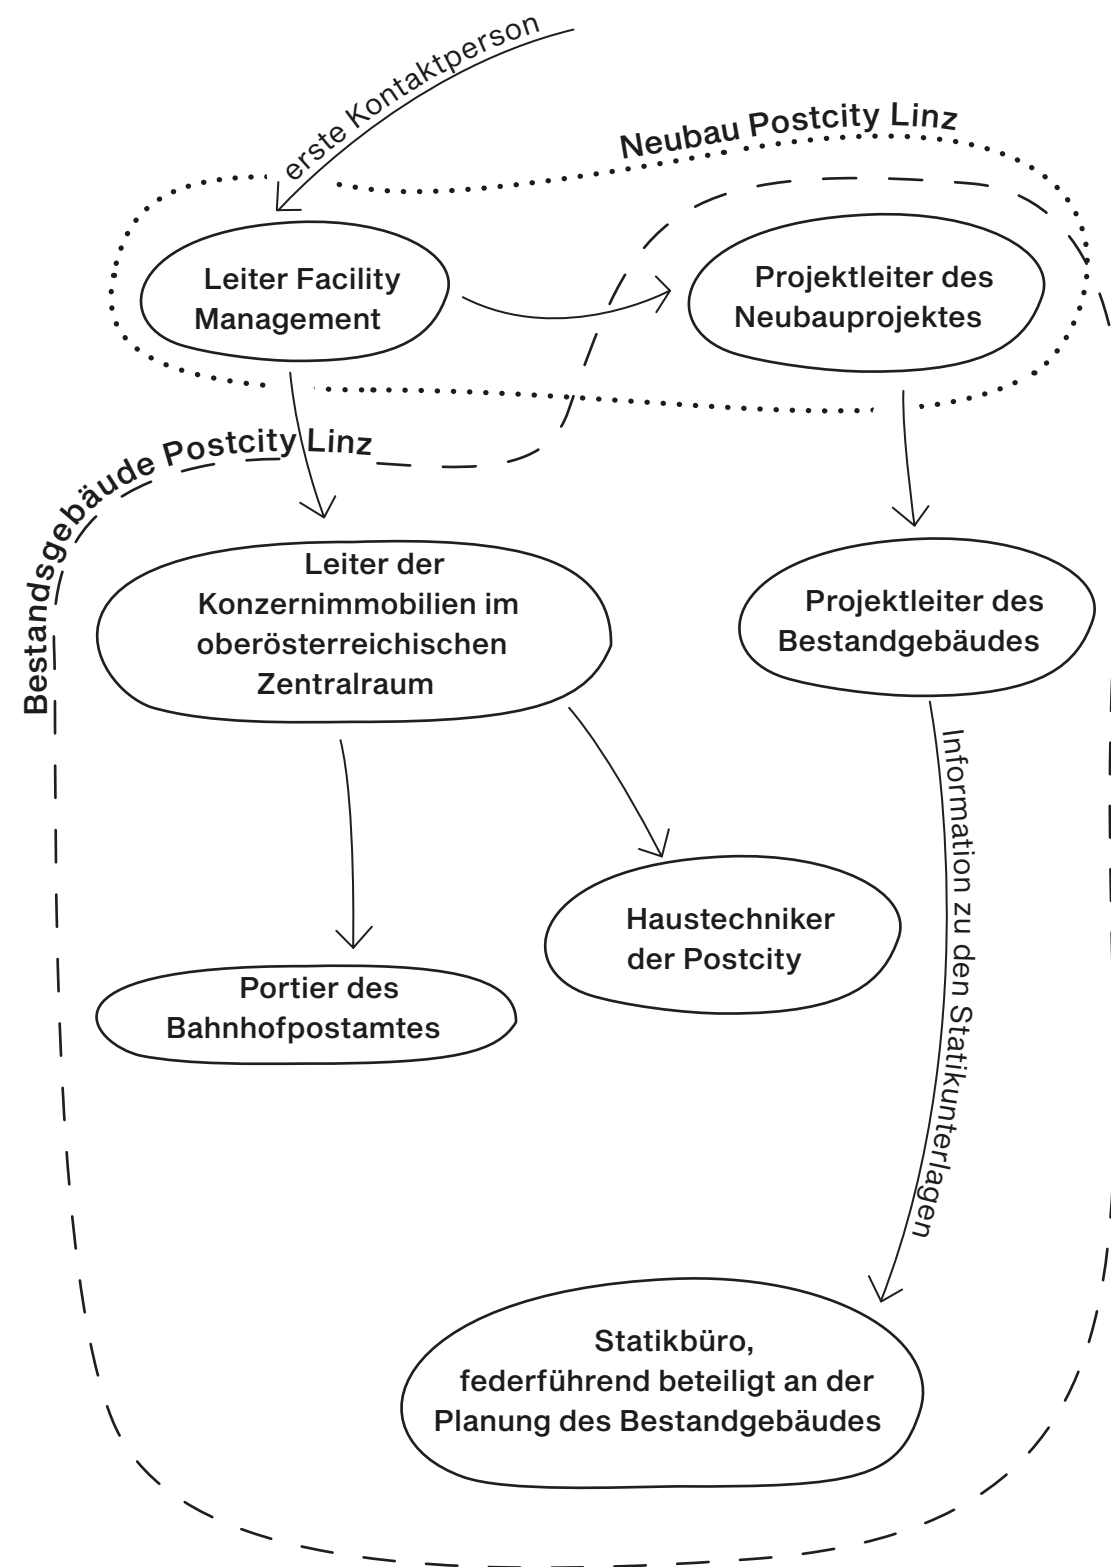 erste Kontaktperson
Neubau Postcity Linz
Leiter Facility
Management
Projektleiter des
Neubauprojektes
Bestandsgebäude Postcity Linz
Leiter der
Konzernimmobilien im
oberösterreichischen
Zentralraum
Projektleiter des
Bestandgebäudes
Information zu den Statikunterlagen
Haustechniker
der Postcity
Portier des
Bahnhofpostamtes
Statikbüro,
federführend beteiligt an der
Planung des Bestandgebäudes